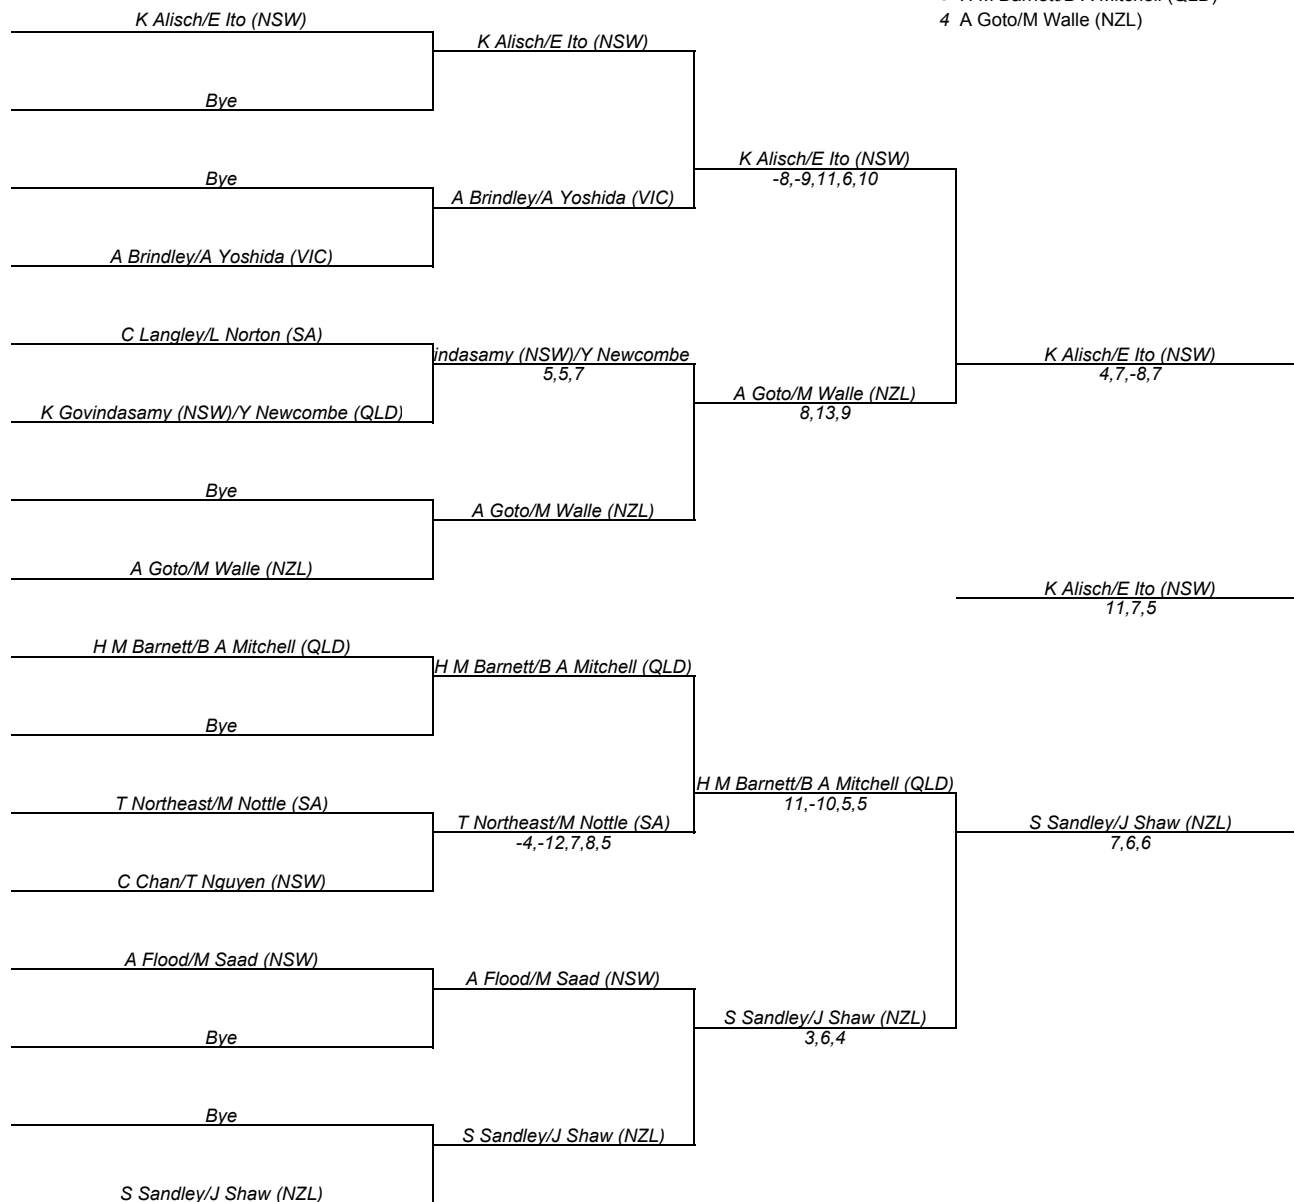 4 A Goto/M Walle (NZL)
K Alisch/E Ito (NSW)
K Alisch/E Ito (NSW)
Bye
K Alisch/E Ito (NSW)
-8,-9,11,6,10
Bye
A Brindley/A Yoshida (VIC)
A Brindley/A Yoshida (VIC)
C Langley/L Norton (SA)
indasamy (NSW)/Y Newcombe
5,5,7
K Alisch/E Ito (NSW)
4,7,-8,7
K Govindasamy (NSW)/Y Newcombe (QLD)
A Goto/M Walle (NZL)
8,13,9
Bye
A Goto/M Walle (NZL)
A Goto/M Walle (NZL)
K Alisch/E Ito (NSW)
11,7,5
H M Barnett/B A Mitchell (QLD)
H M Barnett/B A Mitchell (QLD)
Bye
H M Barnett/B A Mitchell (QLD)
11,-10,5,5
T Northeast/M Nottle (SA)
T Northeast/M Nottle (SA)
-4,-12,7,8,5
S Sandley/J Shaw (NZL)
7,6,6
C Chan/T Nguyen (NSW)
A Flood/M Saad (NSW)
A Flood/M Saad (NSW)
S Sandley/J Shaw (NZL)
3,6,4
Bye
Bye
S Sandley/J Shaw (NZL)
S Sandley/J Shaw (NZL)